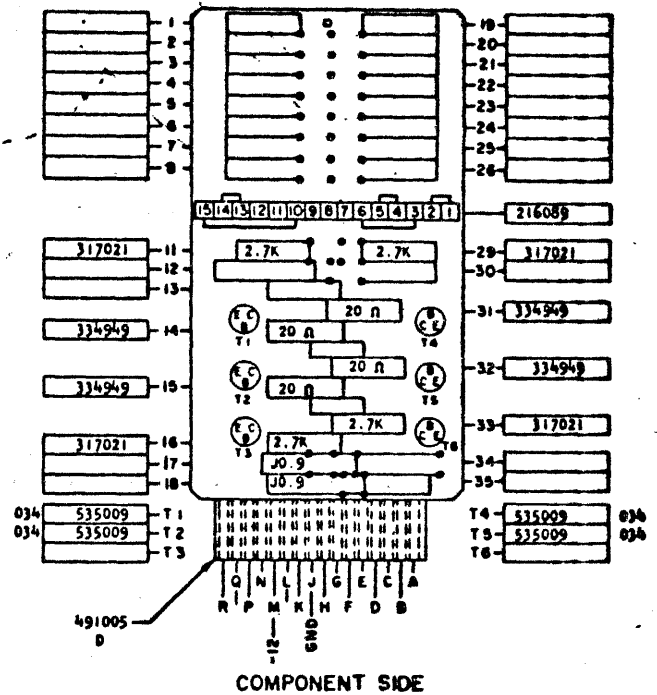 1
2
3
4
5
6
7
8
19
20
21
22
23
24
25
26
15 14 13 12 11 10 9 8 7 6 5 4 3 2 1
216089
317021 11
12
13
2.7K
2.7K
29 317021
30
20 Ω
31 334949
334949 14
E C B
T1
20 Ω
B C E
T4
20 Ω
32 334949
334949 15
E C B
T2
20 Ω
B C E
T5
2.7K
33 317021
317021 16
17
18
E C B
T3
2.7K
J0.9
J0.9
B C E
T6
34
35
034 535009 T1
034 535009 T2
T3
T4 535009 034
T5 535009 034
T6
R Q P N M L K J H G F E D C B A
491005
D
-12
GND
COMPONENT SIDE